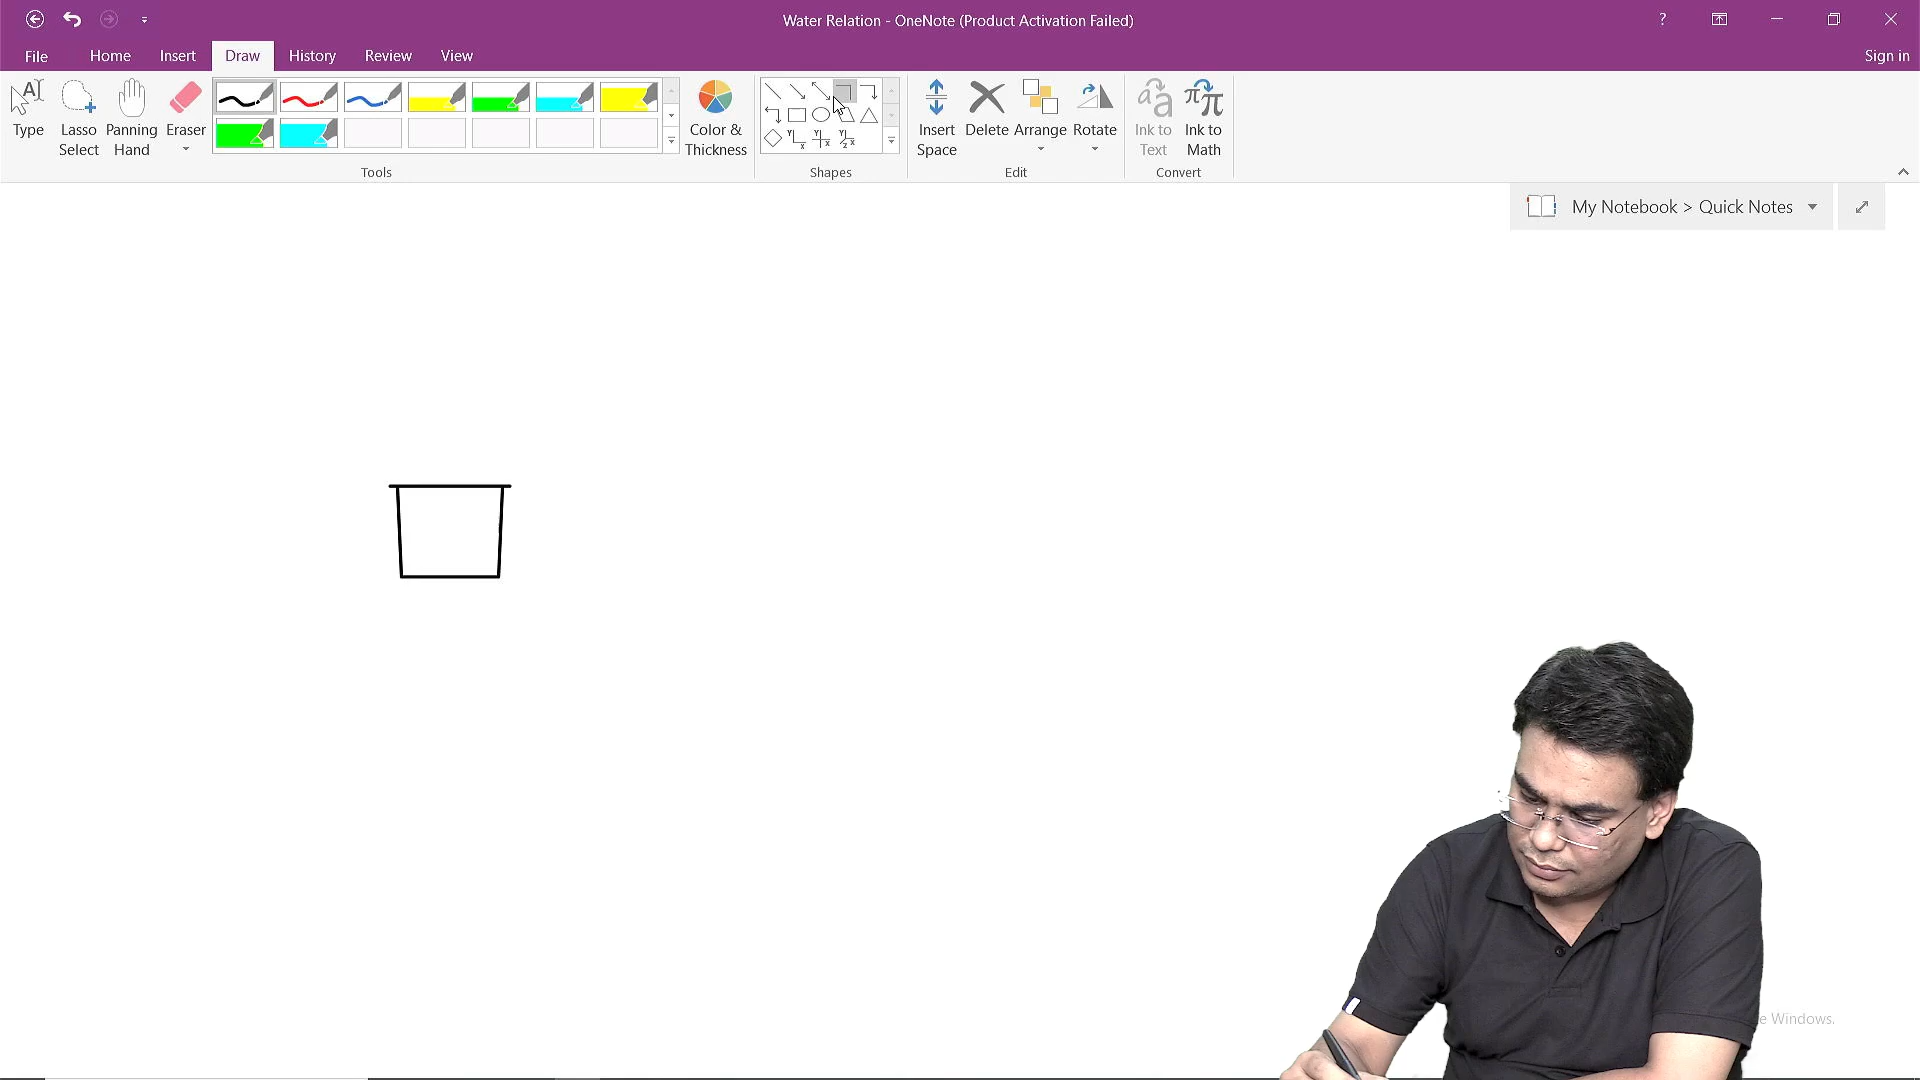 Water Relation - OneNote (Product Activation Failed)
?
File
Home
Insert
Draw
History
Review
View
Sign in
Type
Lasso Select
Panning Hand
Eraser
Color & Thickness
Insert Space
Delete
Arrange
Rotate
Ink to Text
Ink to Math
Tools
Shapes
Edit
Convert
My Notebook > Quick Notes
Windows.